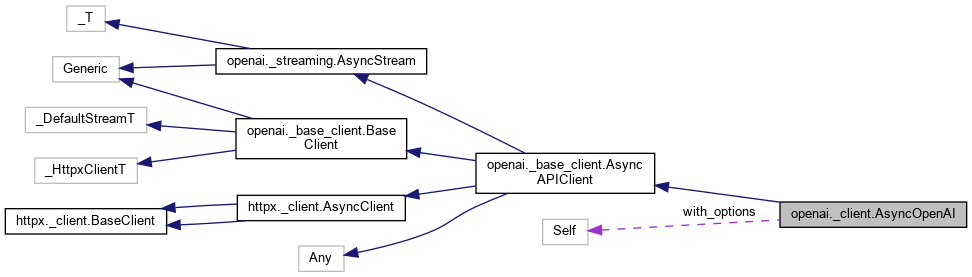 _T
Generic
openai._streaming.AsyncStream
_DefaultStreamT
openai._base_client.Base
Client
_HttpxClientT
openai._base_client.Async
APIClient
httpx._client.AsyncClient
httpx._client.BaseClient
with_options
openai._client.AsyncOpenAI
Self
Any